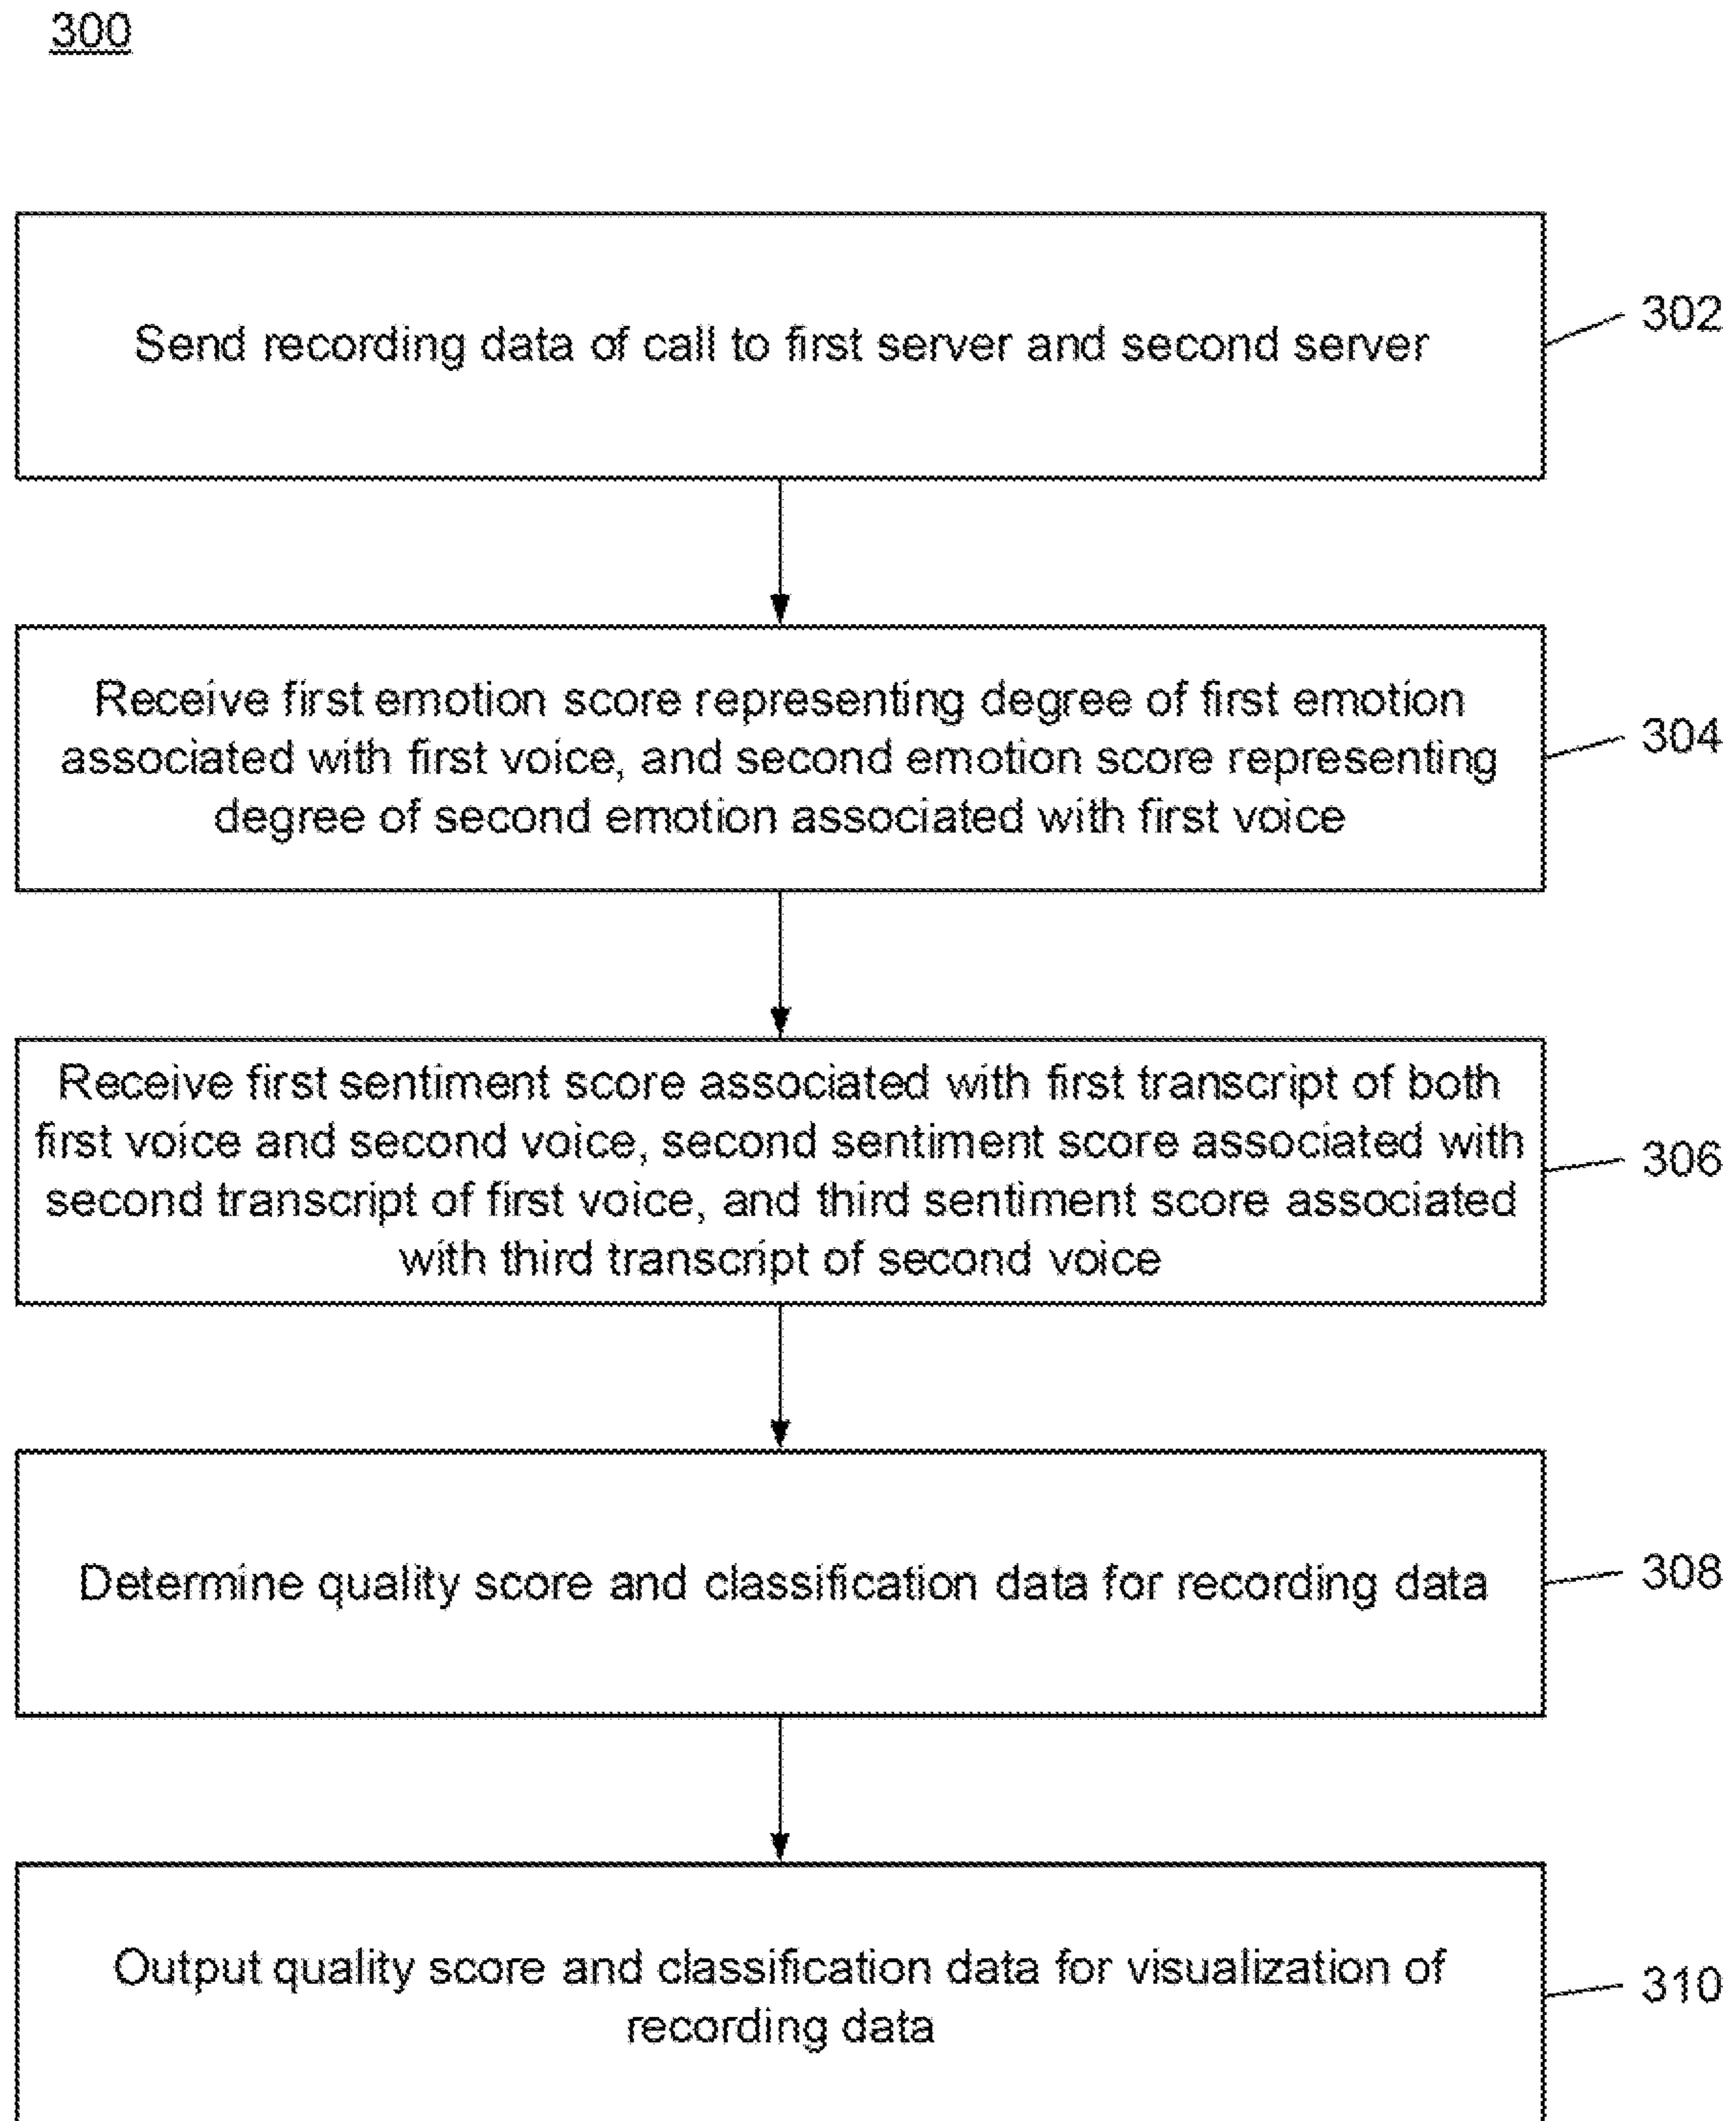 300
Send recording data of call to first server and second server
302
Receive first emotion score representing degree of first emotion
associated with first voice, and second emotion score representing
degree of second emotion associated with first voice
304
Receive first sentiment score associated with first transcript of both
first voice and second voice, second sentiment score associated with
second transcript of first voice, and third sentiment score associated
with third transcript of second voice
306
Determine quality score and classification data for recording data
308
Output quality score and classification data for visualization of
recording data
310